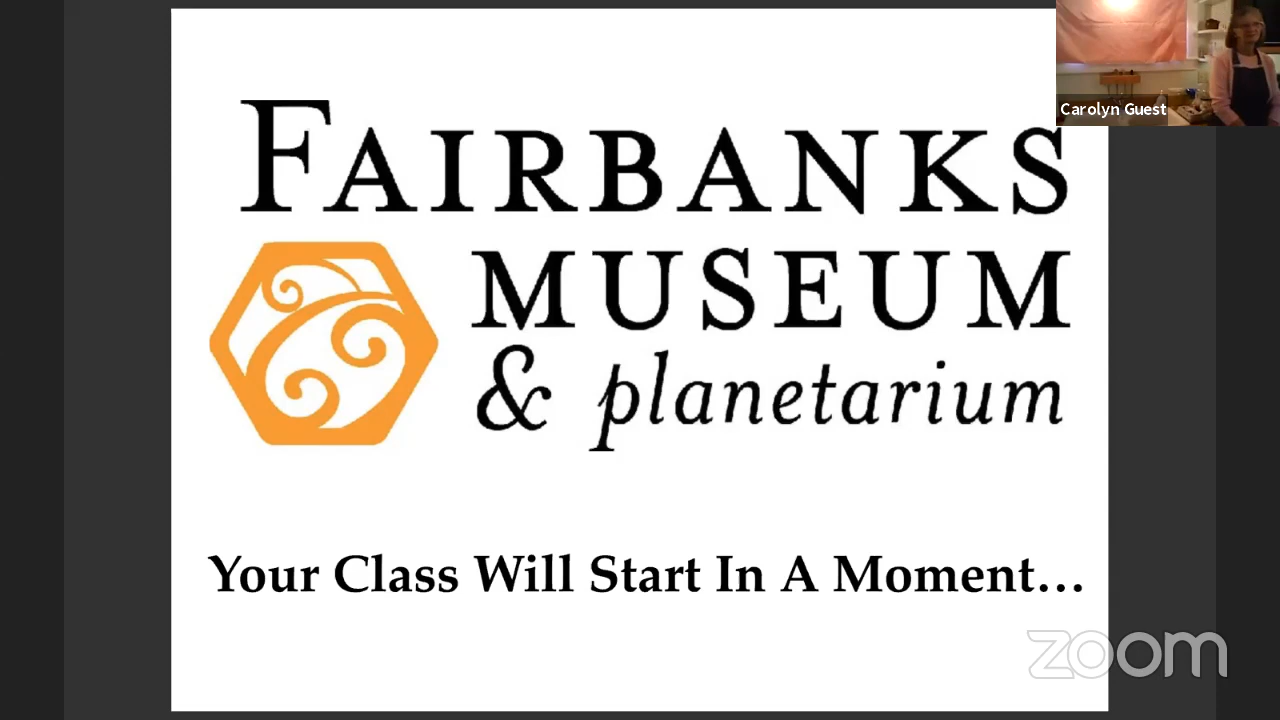 Carolyn Guest
FAIRBANKS
MUSEUM
& planetarium
Your Class Will Start In A Moment...
zoom